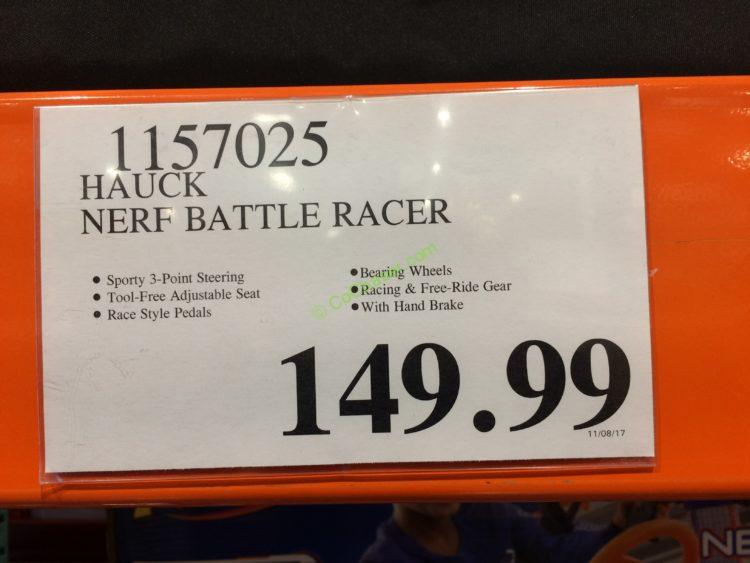 1157025
HAUCK
NERF BATTLE RACER
• Sporty 3-Point Steering
• Tool-Free Adjustable Seat
• Race Style Pedals
• Bearing Wheels
• Racing & Free-Ride Gear
• With Hand Brake
149.99
11/08/17
NE